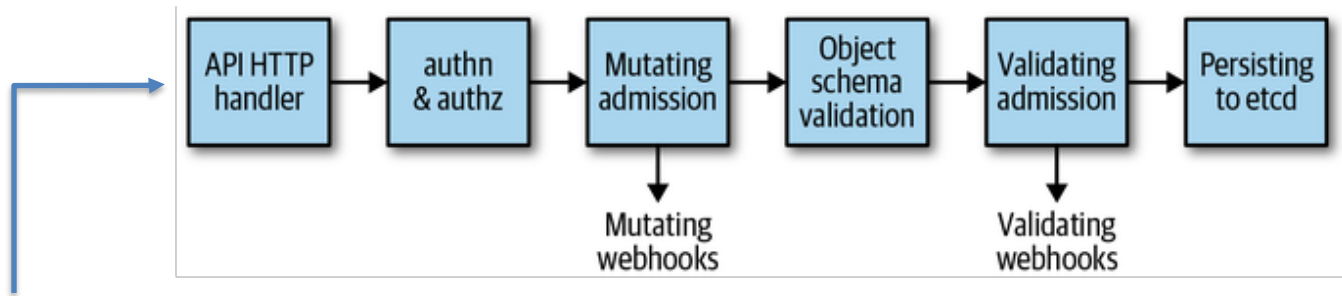 API HTTP
handler
authn
& authz
Mutating
admission
Object
schema
validation
Validating
admission
Persisting
to etcd
Mutating
webhooks
Validating
webhooks